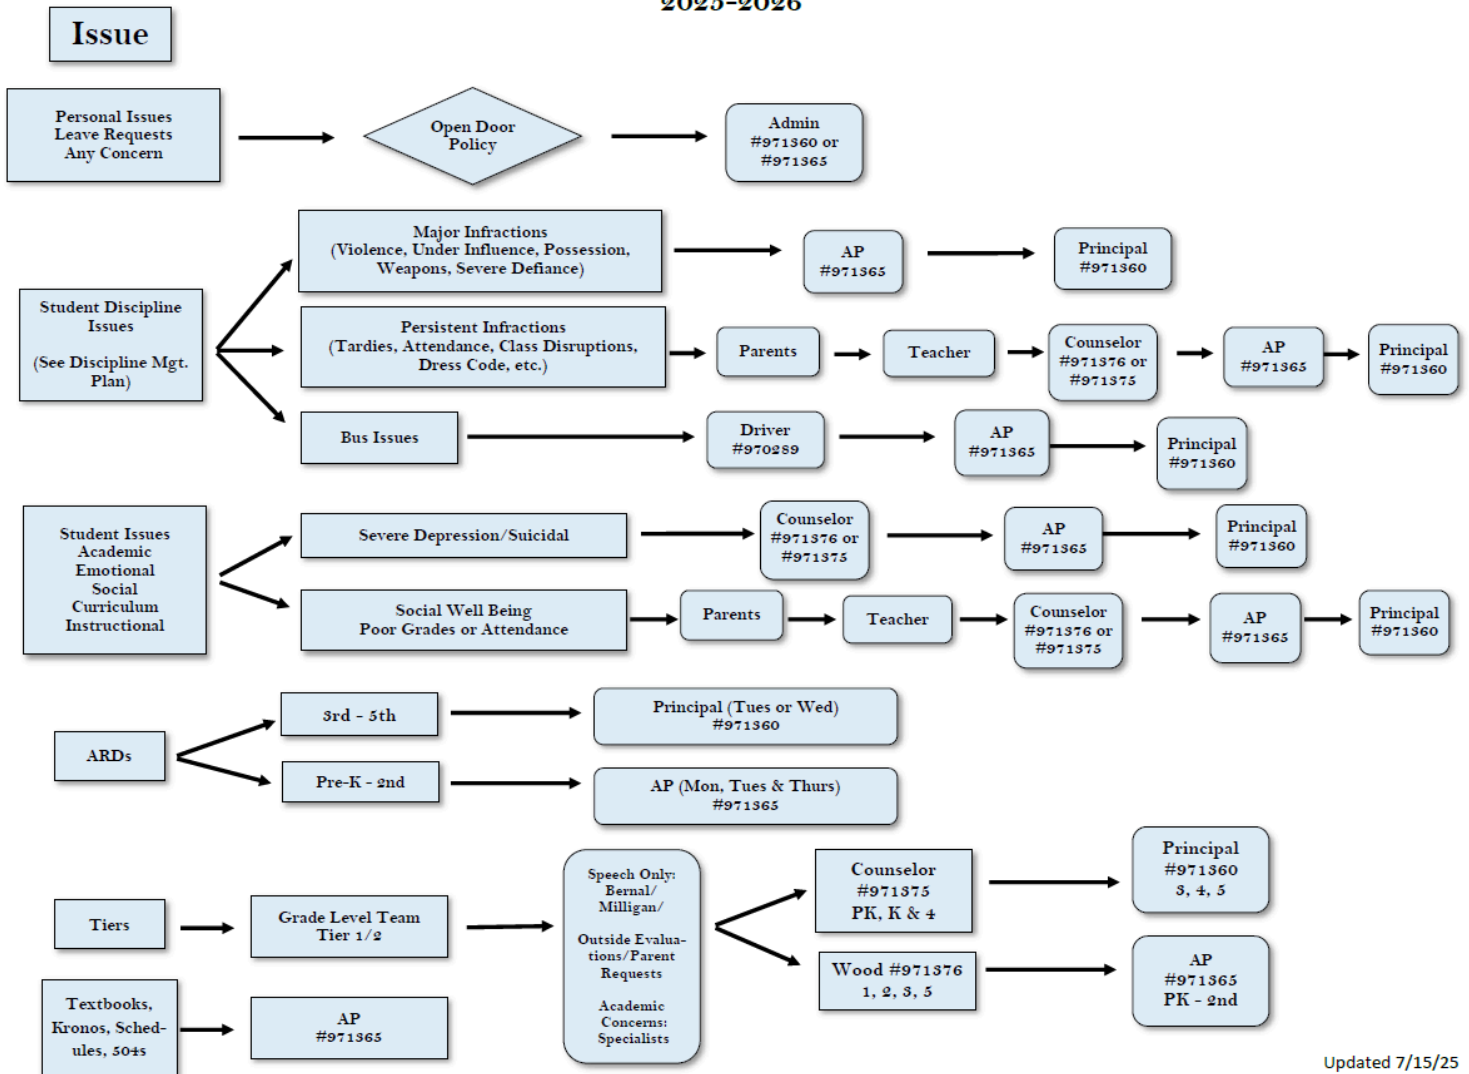 2025-2026
Issue
Personal Issues
Leave Requests
Any Concern
Open Door
Policy
Admin
#971360 or
#971365
Student Discipline
Issues
(See Discipline Mgt.
Plan)
Major Infractions
(Violence, Under Influence, Possession,
Weapons, Severe Defiance)
AP
#971365
Principal
#971360
Persistent Infractions
(Tardies, Attendance, Class Disruptions,
Dress Code, etc.)
Parents
Teacher
Counselor
#971376 or
#971375
AP
#971365
Principal
#971360
Bus Issues
Driver
#970289
AP
#971365
Principal
#971360
Student Issues
Academic
Emotional
Social
Curriculum
Instructional
Severe Depression/Suicidal
Counselor
#971376 or
#971375
AP
#971365
Principal
#971360
Social Well Being
Poor Grades or Attendance
Parents
Teacher
Counselor
#971376 or
#971375
AP
#971365
Principal
#971360
ARDs
3rd - 5th
Principal (Tues or Wed)
#971360
Pre-K - 2nd
AP (Mon, Tues & Thurs)
#971365
Tiers
Grade Level Team
Tier 1/2
Speech Only:
Bernal/
Milligan/
Outside Evalua-
tions/Parent
Requests
Academic
Concerns:
Specialists
Counselor
#971375
PK, K & 4
Principal
#971360
3, 4, 5
Wood #971376
1, 2, 3, 5
AP
#971365
PK - 2nd
Textbooks,
Kronos, Sched-
ules, 504s
AP
#971365
Updated 7/15/25